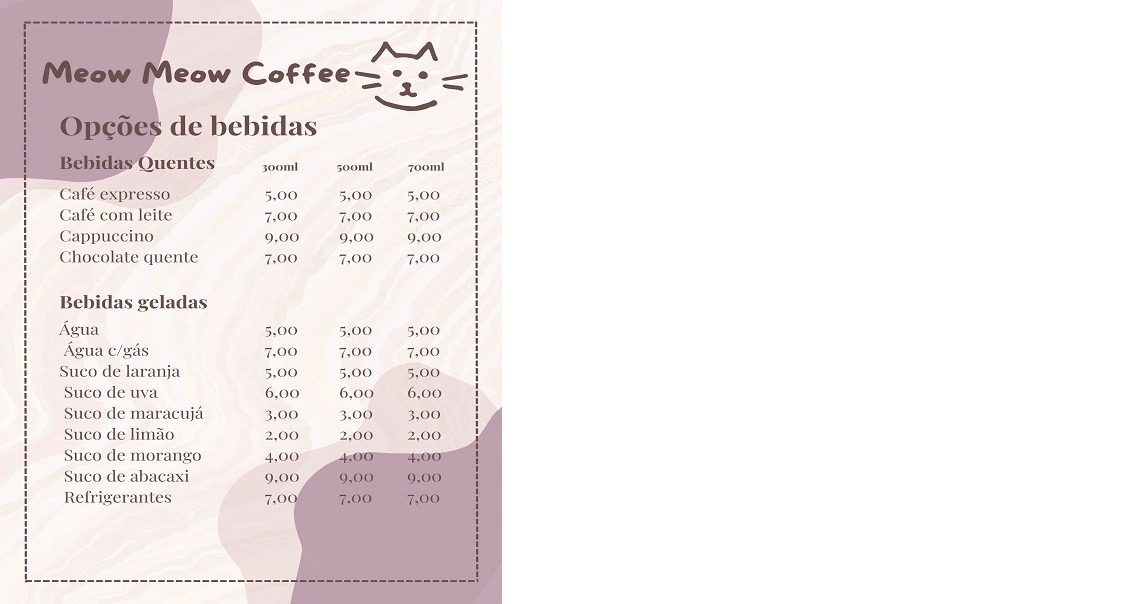 Meow Meow Coffee
Opções de bebidas
Bebidas Quentes 300ml 500ml 700ml
Café expresso 5,00 5,00 5,00
Café com leite 7,00 7,00 7,00
Cappuccino 9,00 9,00 9,00
Chocolate quente 7,00 7,00 7,00
Bebidas geladas
Água 5,00 5,00 5,00
Água c/gás 7,00 7,00 7,00
Suco de laranja 5,00 5,00 5,00
Suco de uva 6,00 6,00 6,00
Suco de maracujá 3,00 3,00 3,00
Suco de limão 2,00 2,00 2,00
Suco de morango 4,00 4,00 4,00
Suco de abacaxi 9,00 9,00 9,00
Refrigerantes 7,00 7,00 7,00